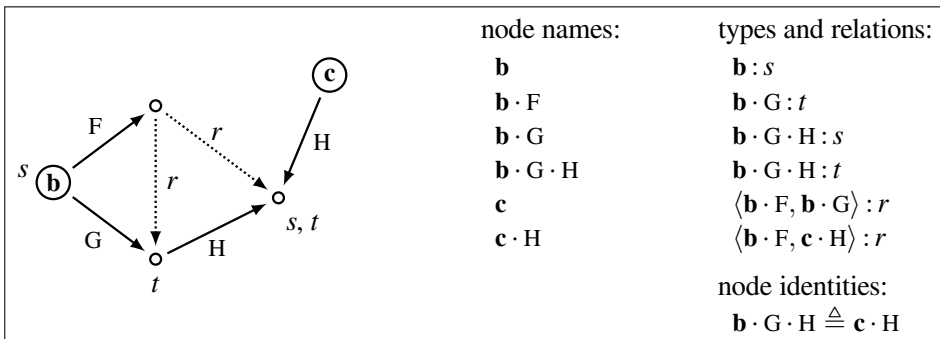 node names:
b
b · F
b · G
b · G · H
c
c · H
types and relations:
b : s
b · G : t
b · G · H : s
b · G · H : t
⟨b · F, b · G⟩ : r
⟨b · F, c · H⟩ : r
node identities:
b · G · H ≜ c · H
c
F
r
H
s
b
r
G
H
s, t
t